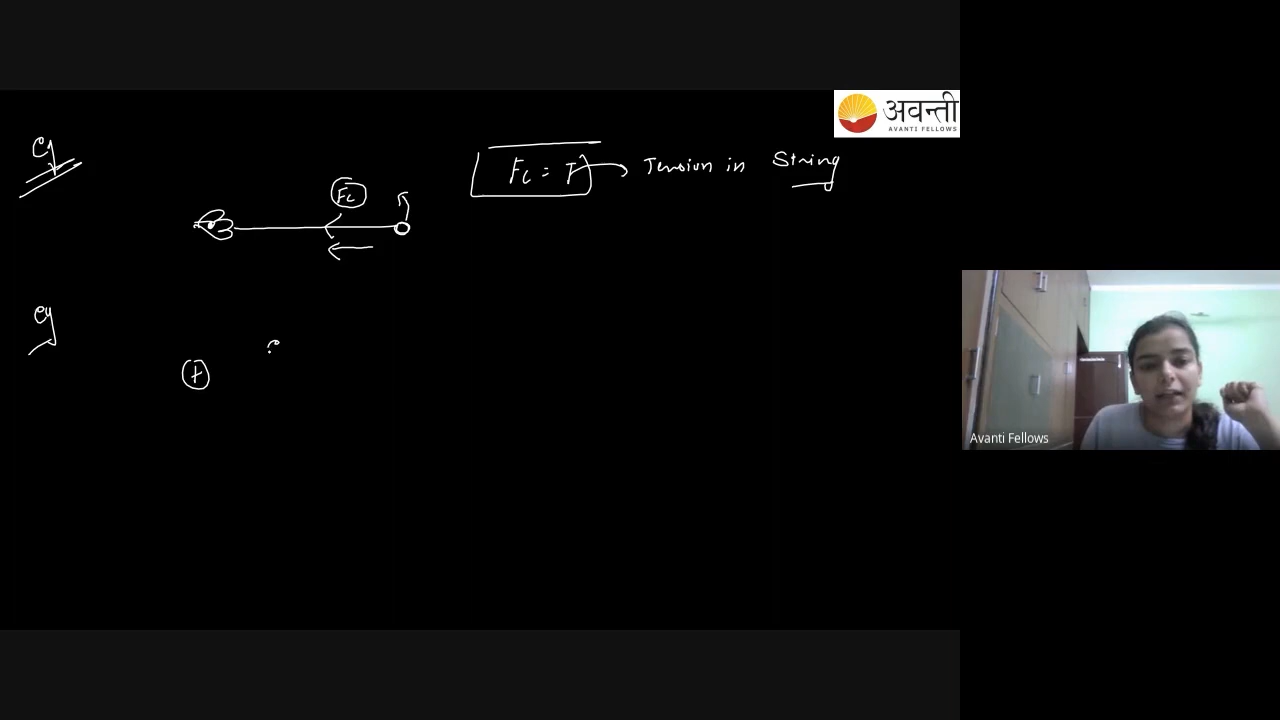 अवन्ती
AVANTI FELLOWS
eg
Fc = T → Tension in String
Fc
eg
+
Avanti Fellows